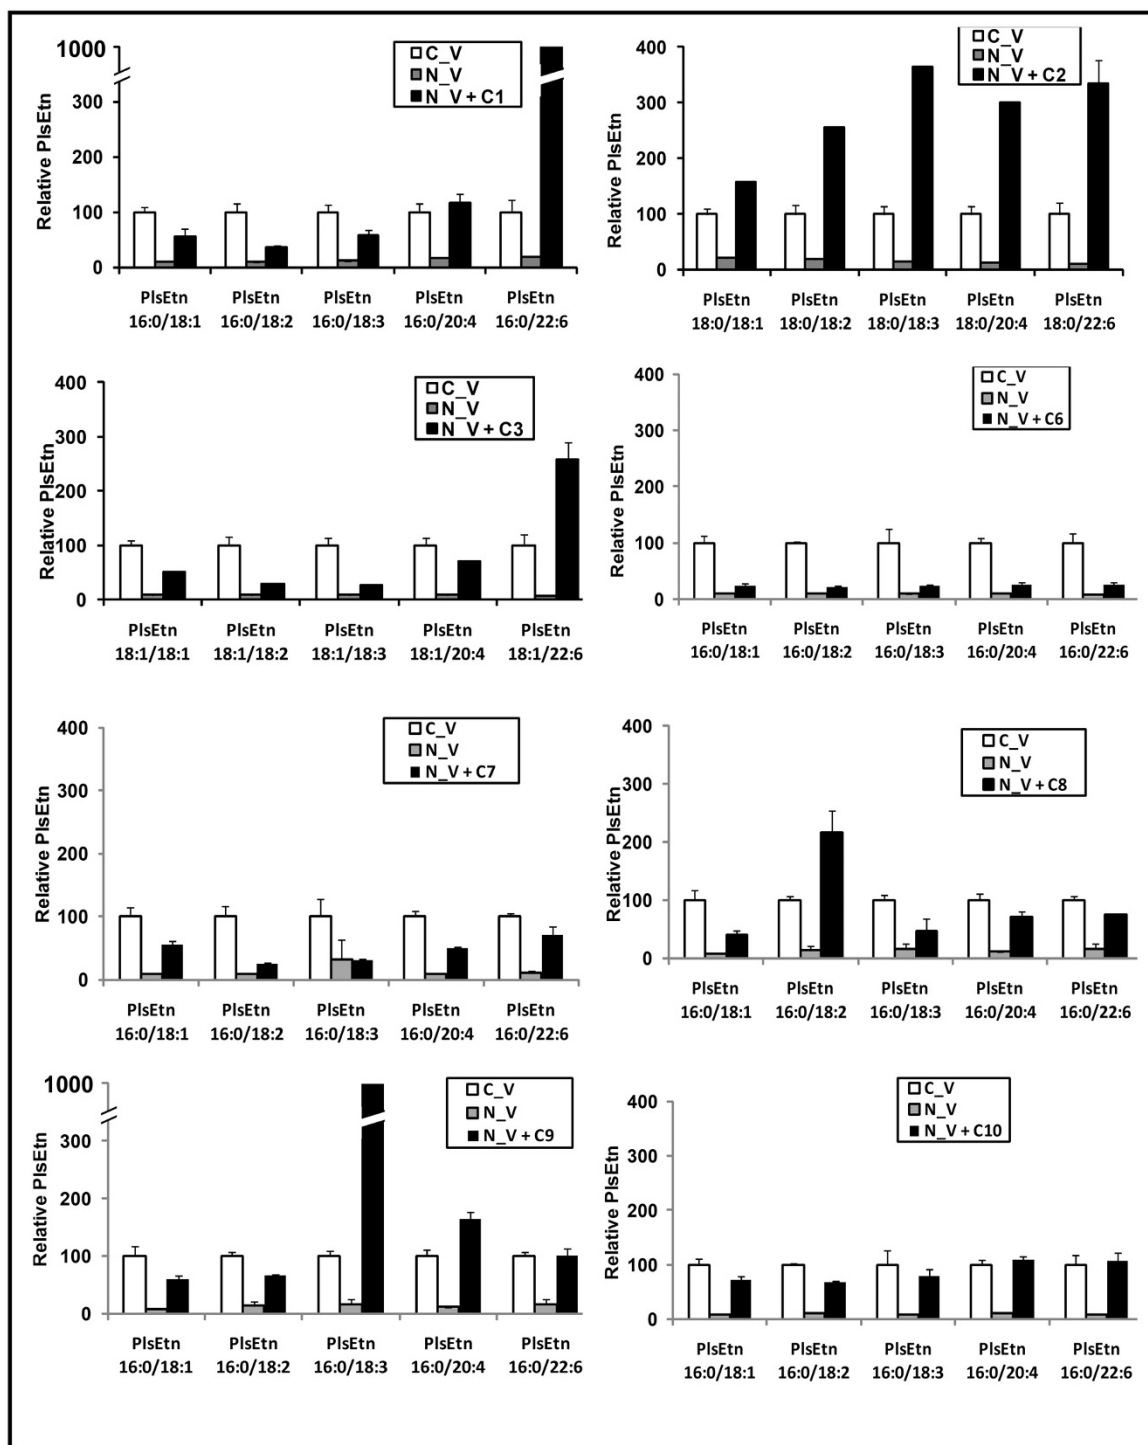 1000
300
200
100
0
Relative PlsEtn
C_V
N_V
N_V + C1
PlsEtn PlsEtn PlsEtn PlsEtn PlsEtn
16:0/18:1 16:0/18:2 16:0/18:3 16:0/20:4 16:0/22:6
400
300
200
100
0
Relative PlsEtn
C_V
N_V
N_V + C2
PlsEtn PlsEtn PlsEtn PlsEtn PlsEtn
18:0/18:1 18:0/18:2 18:0/18:3 18:0/20:4 18:0/22:6
400
300
200
100
0
Relative PlsEtn
C_V
N_V
N_V + C3
PlsEtn PlsEtn PlsEtn PlsEtn PlsEtn
18:1/18:1 18:1/18:2 18:1/18:3 18:1/20:4 18:1/22:6
400
300
200
100
0
Relative PlsEtn
C_V
N_V
N_V + C6
PlsEtn PlsEtn PlsEtn PlsEtn PlsEtn
16:0/18:1 16:0/18:2 16:0/18:3 16:0/20:4 16:0/22:6
400
300
200
100
0
Relative PlsEtn
C_V
N_V
N_V + C7
PlsEtn PlsEtn PlsEtn PlsEtn PlsEtn
16:0/18:1 16:0/18:2 16:0/18:3 16:0/20:4 16:0/22:6
400
300
200
100
0
Relative PlsEtn
C_V
N_V
N_V + C8
PlsEtn PlsEtn PlsEtn PlsEtn PlsEtn
16:0/18:1 16:0/18:2 16:0/18:3 16:0/20:4 16:0/22:6
1000
300
200
100
0
Relative PlsEtn
C_V
N_V
N_V + C9
PlsEtn PlsEtn PlsEtn PlsEtn PlsEtn
16:0/18:1 16:0/18:2 16:0/18:3 16:0/20:4 16:0/22:6
400
300
200
100
0
Relative PlsEtn
C_V
N_V
N_V + C10
PlsEtn PlsEtn PlsEtn PlsEtn PlsEtn
16:0/18:1 16:0/18:2 16:0/18:3 16:0/20:4 16:0/22:6